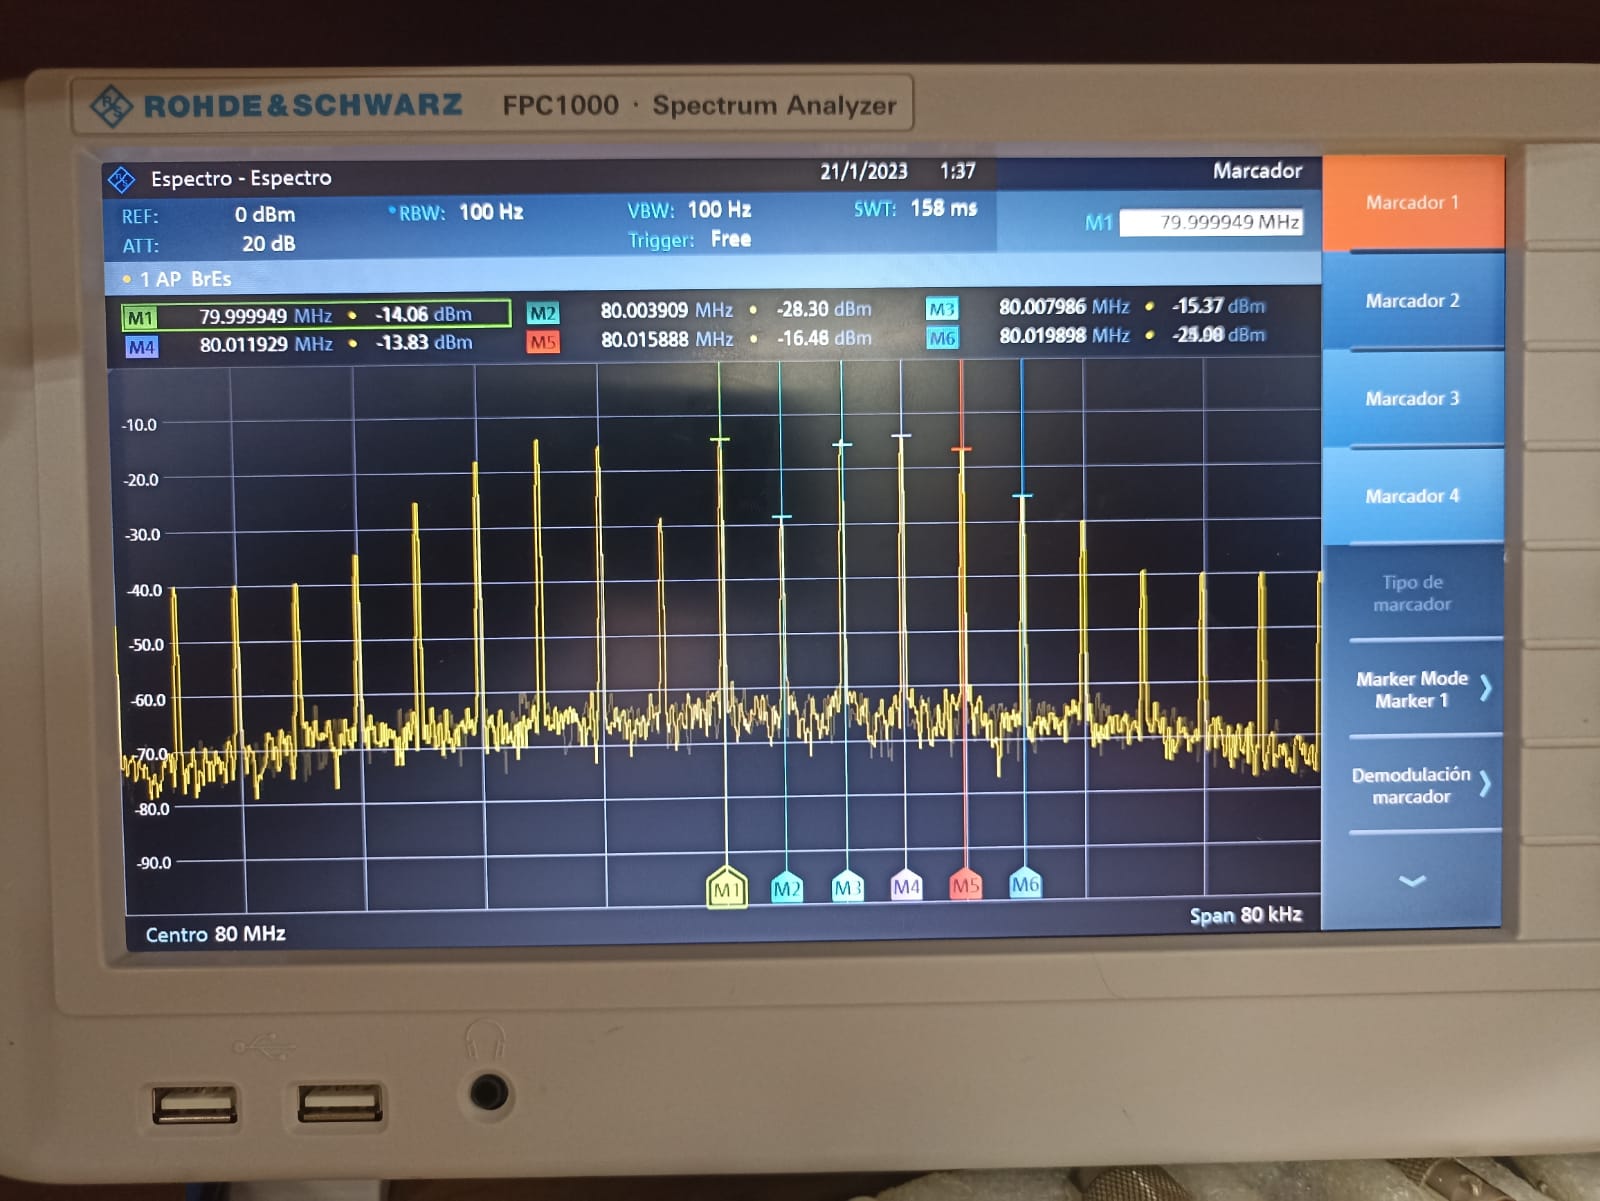 ROHDE&SCHWARZ FPC1000 · Spectrum Analyzer
Espectro - Espectro 21/1/2023 1:37 Marcador
REF: 0 dBm RBW: 100 Hz VBW: 100 Hz SWT: 158 ms
ATT: 20 dB Trigger: Free M1 79.999949 MHz
1 AP BrEs
M1 79.999949 MHz • -14.06 dBm M2 80.003909 MHz • -28.30 dBm M3 80.007986 MHz • -15.37 dBm
M4 80.011929 MHz • -13.83 dBm M5 80.015888 MHz • -16.48 dBm M6 80.019898 MHz • dBm
-10.0
-20.0
-30.0
-40.0
-50.0
-60.0
-70.0
-80.0
-90.0
M1 M2 M3 M4 M5 M6
Centro 80 MHz Span 80 kHz
Marcador 1
Marcador 2
Marcador 3
Marcador 4
Tipo de
marcador
Marker Mode
Marker 1
Demodulación
marcador